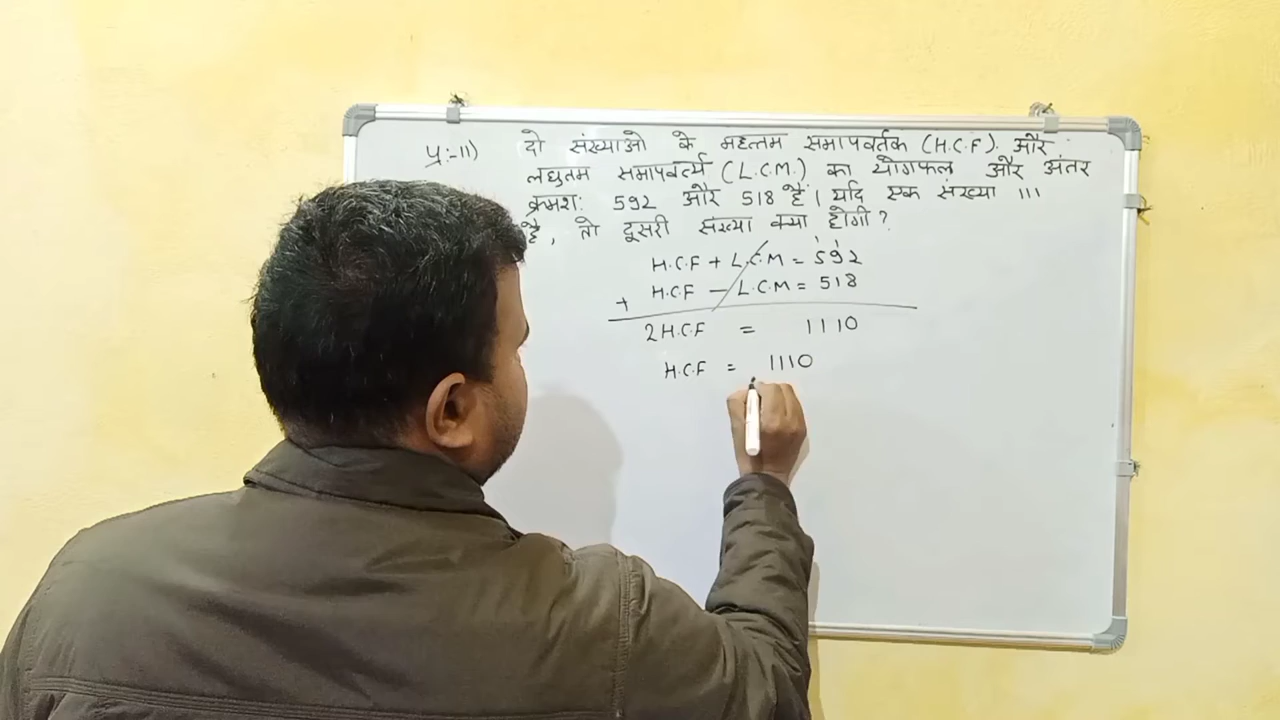 प्र:-11) दो संख्याओ के महत्तम समापवर्तक (H.C.F). और
लघुतम समापवर्त्य (L.C.M.) का योगफल और अंतर
क्रमश: 592 और 518 है। यदि एक संख्या 111
है, तो दूसरी संख्या क्या होगी ?
H.C.F + L.C.M = 592
+ H.C.F - L.C.M = 518
2H.C.F = 1110
H.C.F = 1110